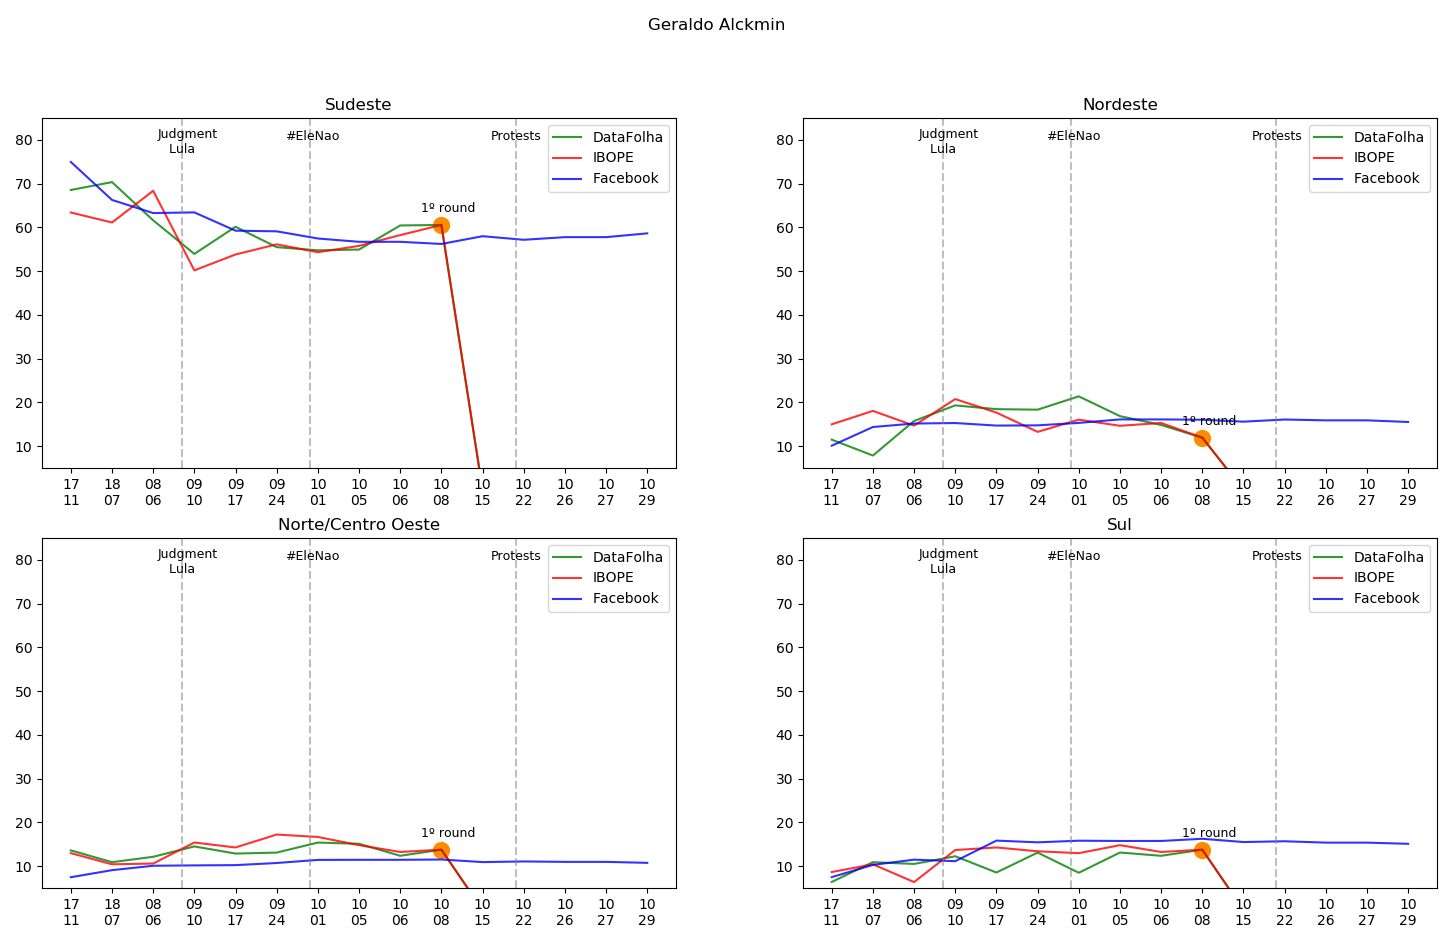 Geraldo Alckmin
Sudeste
80
70
60
50
40
30
20
10
Judgment
Lula
#EleNao
Protests
1º round
DataFolha
IBOPE
Facebook
17 18 08 09 09 09 10 10 10 10 10 10 10 10 10
11 07 06 10 17 24 01 05 06 08 15 22 26 27 29
Nordeste
80
70
60
50
40
30
20
10
Judgment
Lula
#EleNao
Protests
1º round
DataFolha
IBOPE
Facebook
17 18 08 09 09 09 10 10 10 10 10 10 10 10 10
11 07 06 10 17 24 01 05 06 08 15 22 26 27 29
Norte/Centro Oeste
80
70
60
50
40
30
20
10
Judgment
Lula
#EleNao
Protests
1º round
DataFolha
IBOPE
Facebook
17 18 08 09 09 09 10 10 10 10 10 10 10 10 10
11 07 06 10 17 24 01 05 06 08 15 22 26 27 29
Sul
80
70
60
50
40
30
20
10
Judgment
Lula
#EleNao
Protests
1º round
DataFolha
IBOPE
Facebook
17 18 08 09 09 09 10 10 10 10 10 10 10 10 10
11 07 06 10 17 24 01 05 06 08 15 22 26 27 29